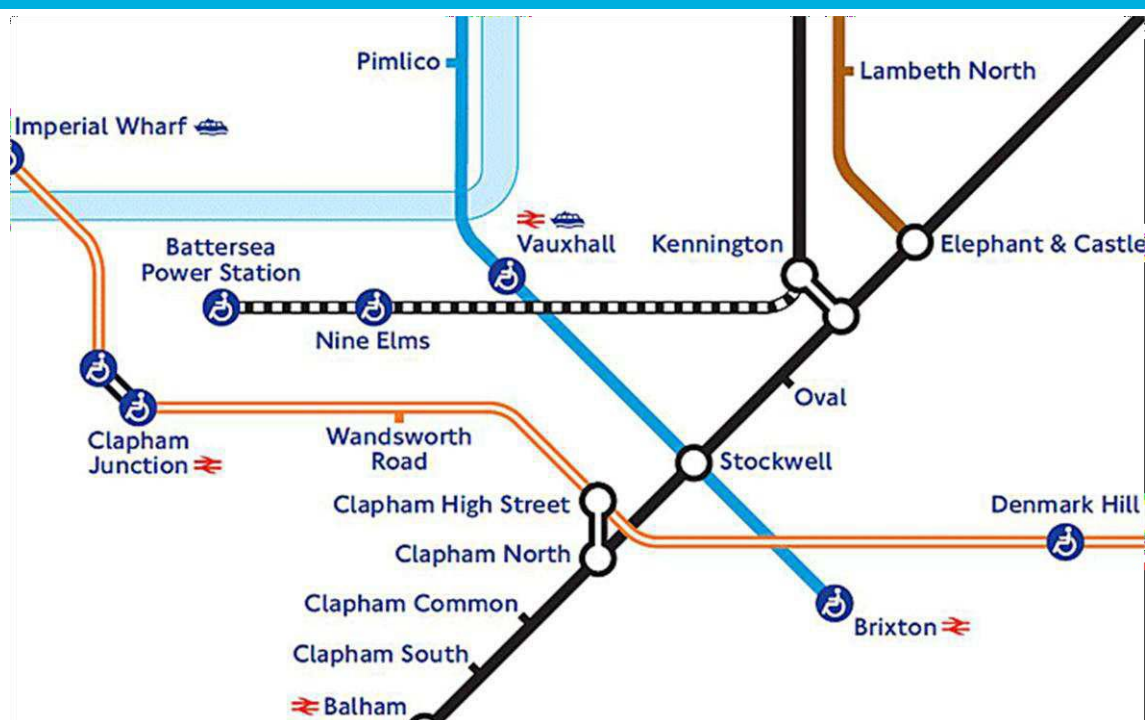 Pimlico
Lambeth North
Imperial Wharf
Battersea
Power Station
Vauxhall
Kennington
Elephant & Castle
Nine Elms
Oval
Clapham
Junction
Wandsworth
Road
Stockwell
Clapham High Street
Denmark Hill
Clapham North
Clapham Common
Brixton
Clapham South
Balham